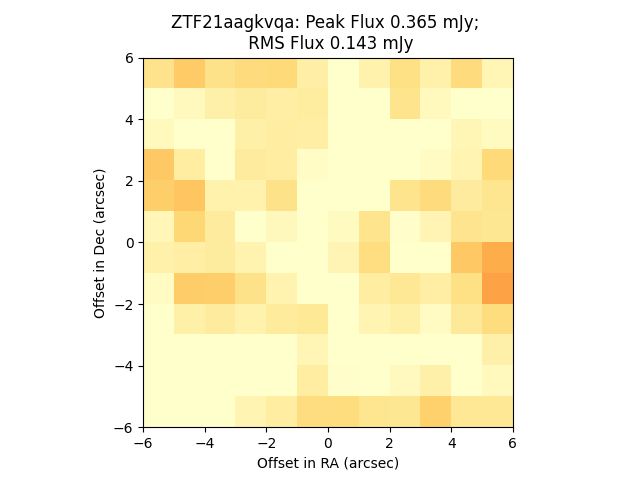 ZTF21aagkvqa: Peak Flux 0.365 mJy;
RMS Flux 0.143 mJy
6
4
2
0
−2
−4
−6
Offset in Dec (arcsec)
−6 −4 −2 0 2 4 6
Offset in RA (arcsec)